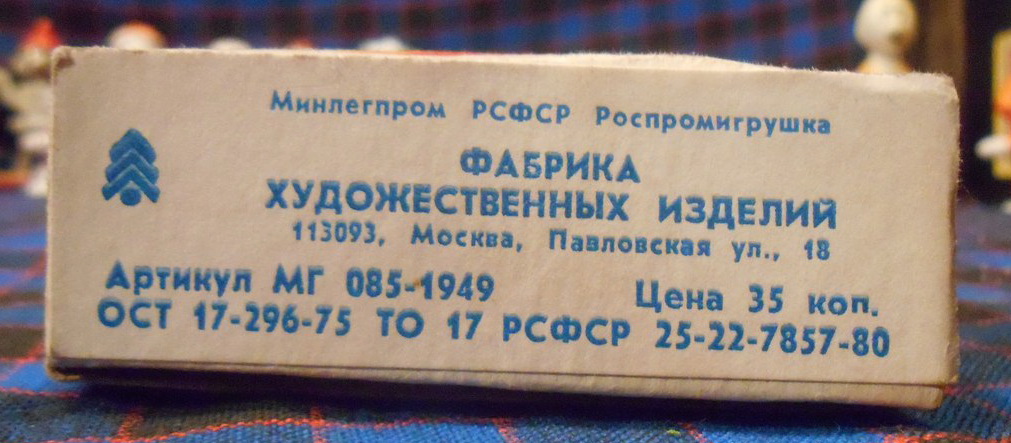 Минлегпром РСФСР Роспромигрушка
ФАБРИКА
ХУДОЖЕСТВЕННЫХ ИЗДЕЛИЙ
113093, Москва, Павловская ул., 18
Артикул МГ 085-1949 Цена 35 коп.
ОСТ 17-296-75 ТО 17 РСФСР 25-22-7857-80